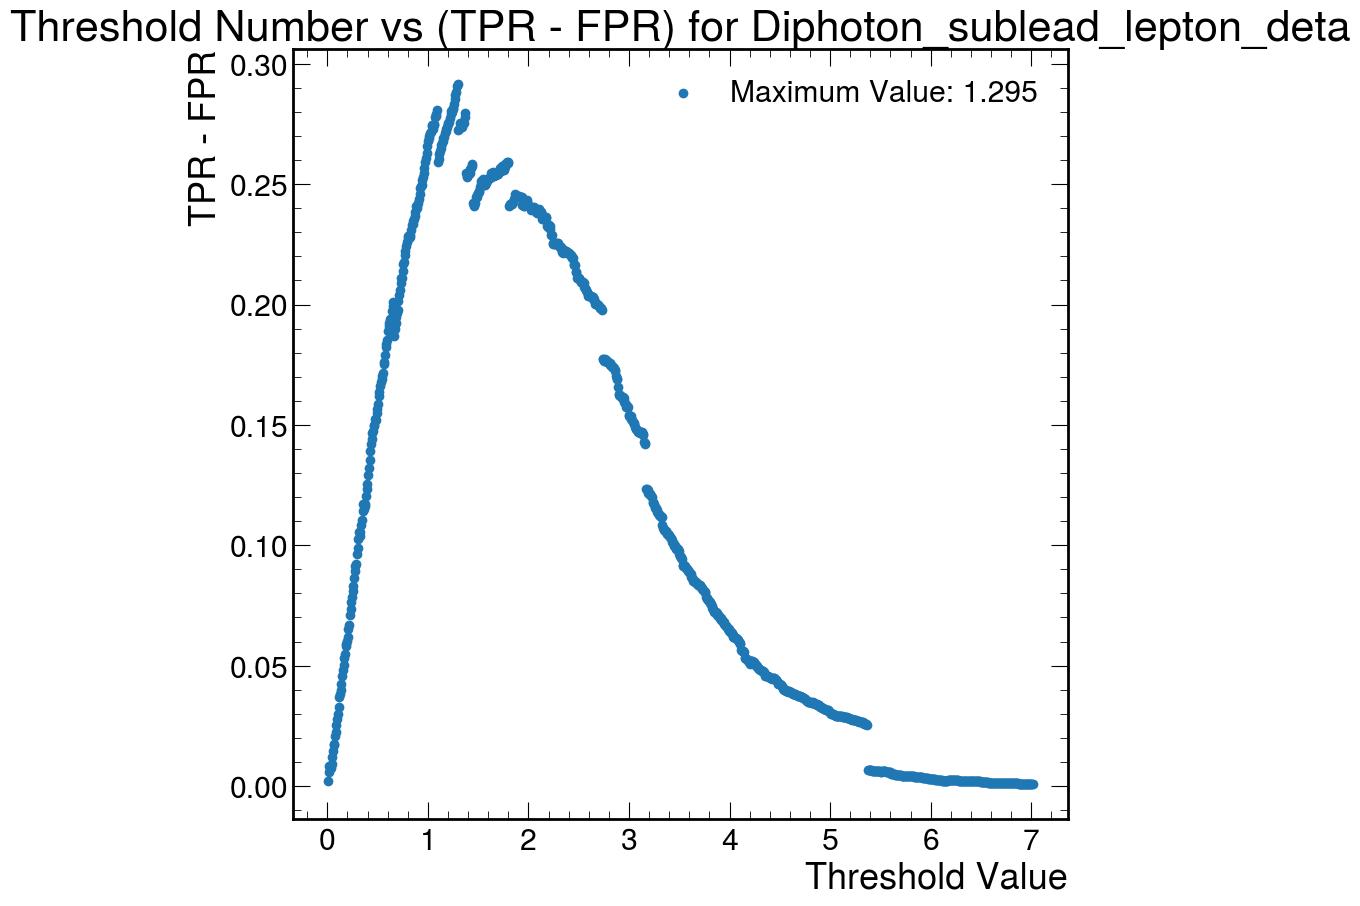 Threshold Number vs (TPR - FPR) for Diphoton_sublead_lepton_deta
TPR - FPR
0.30
0.25
0.20
0.15
0.10
0.05
0.00
Maximum Value: 1.295
0 1 2 3 4 5 6 7
Threshold Value